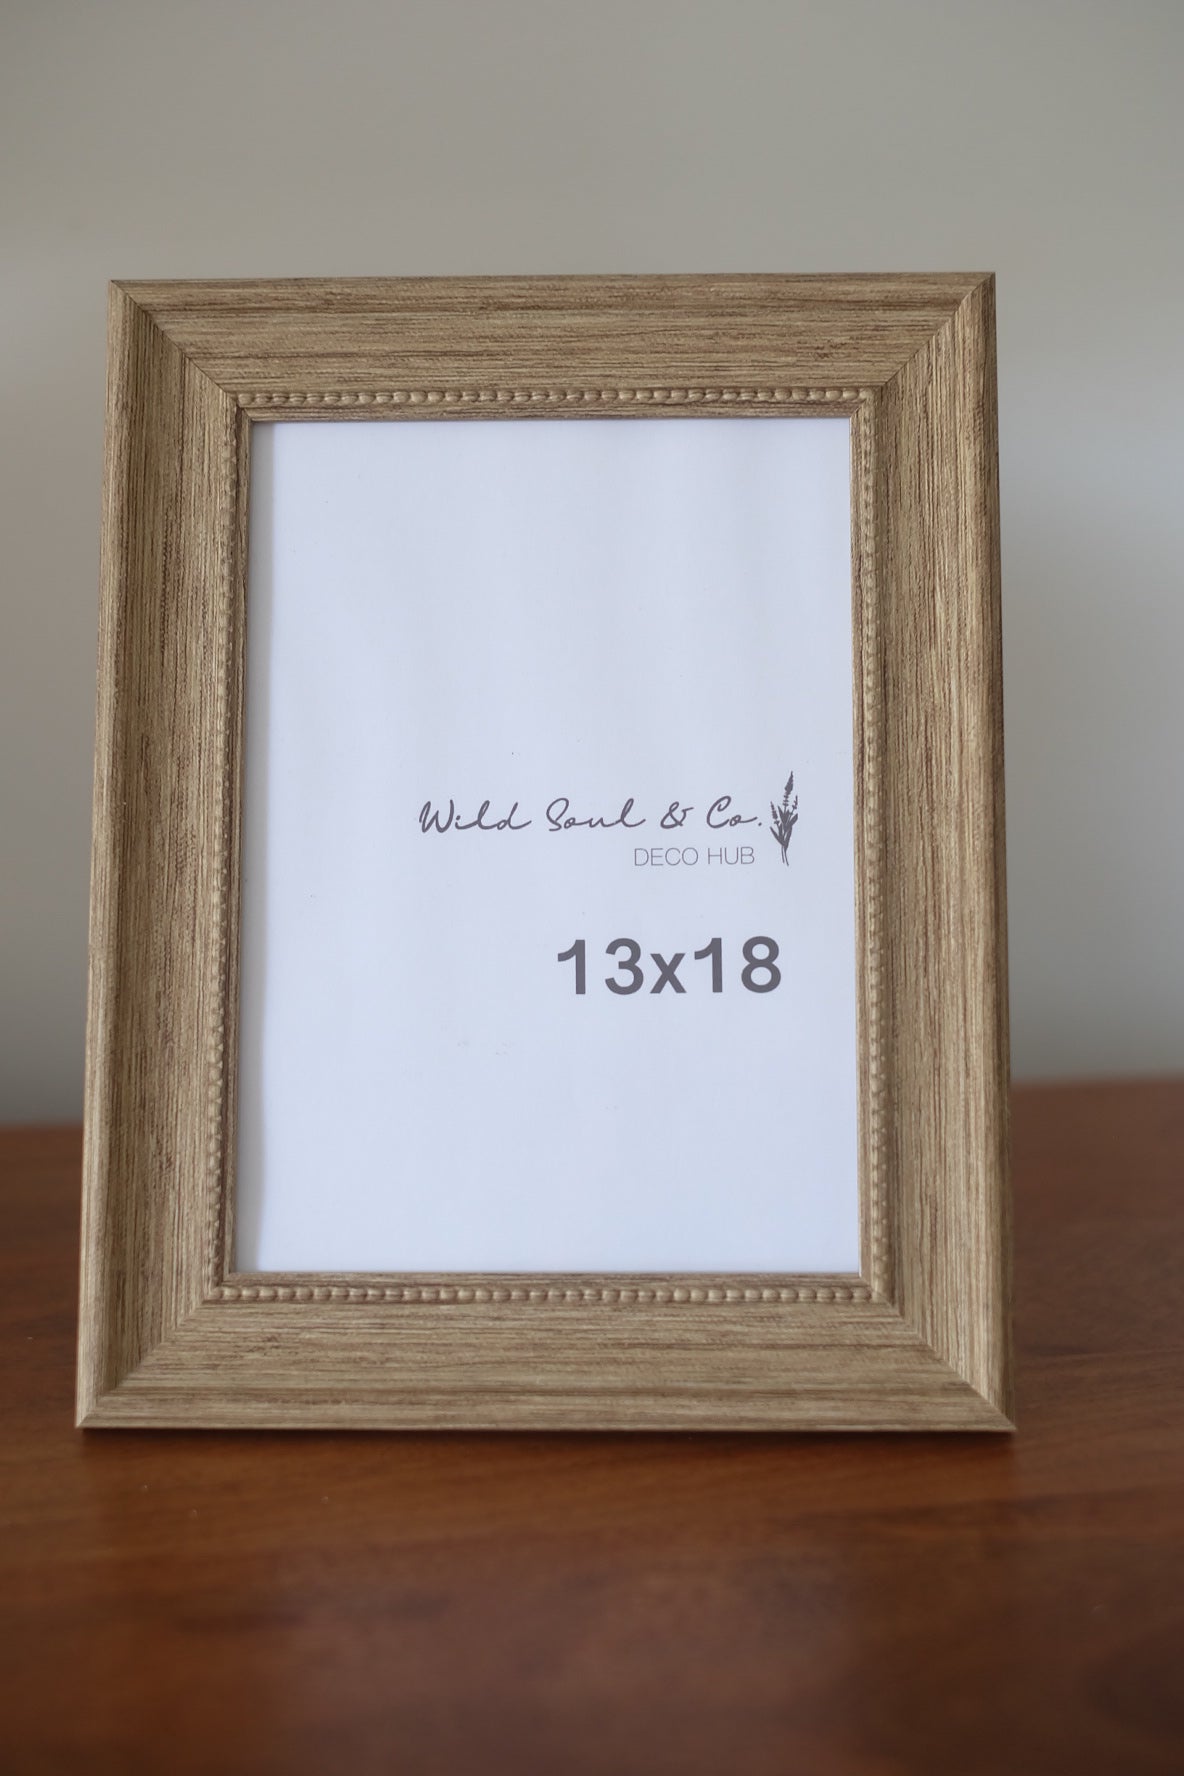 Wild Soul & Co.
DECO HUB
13x18